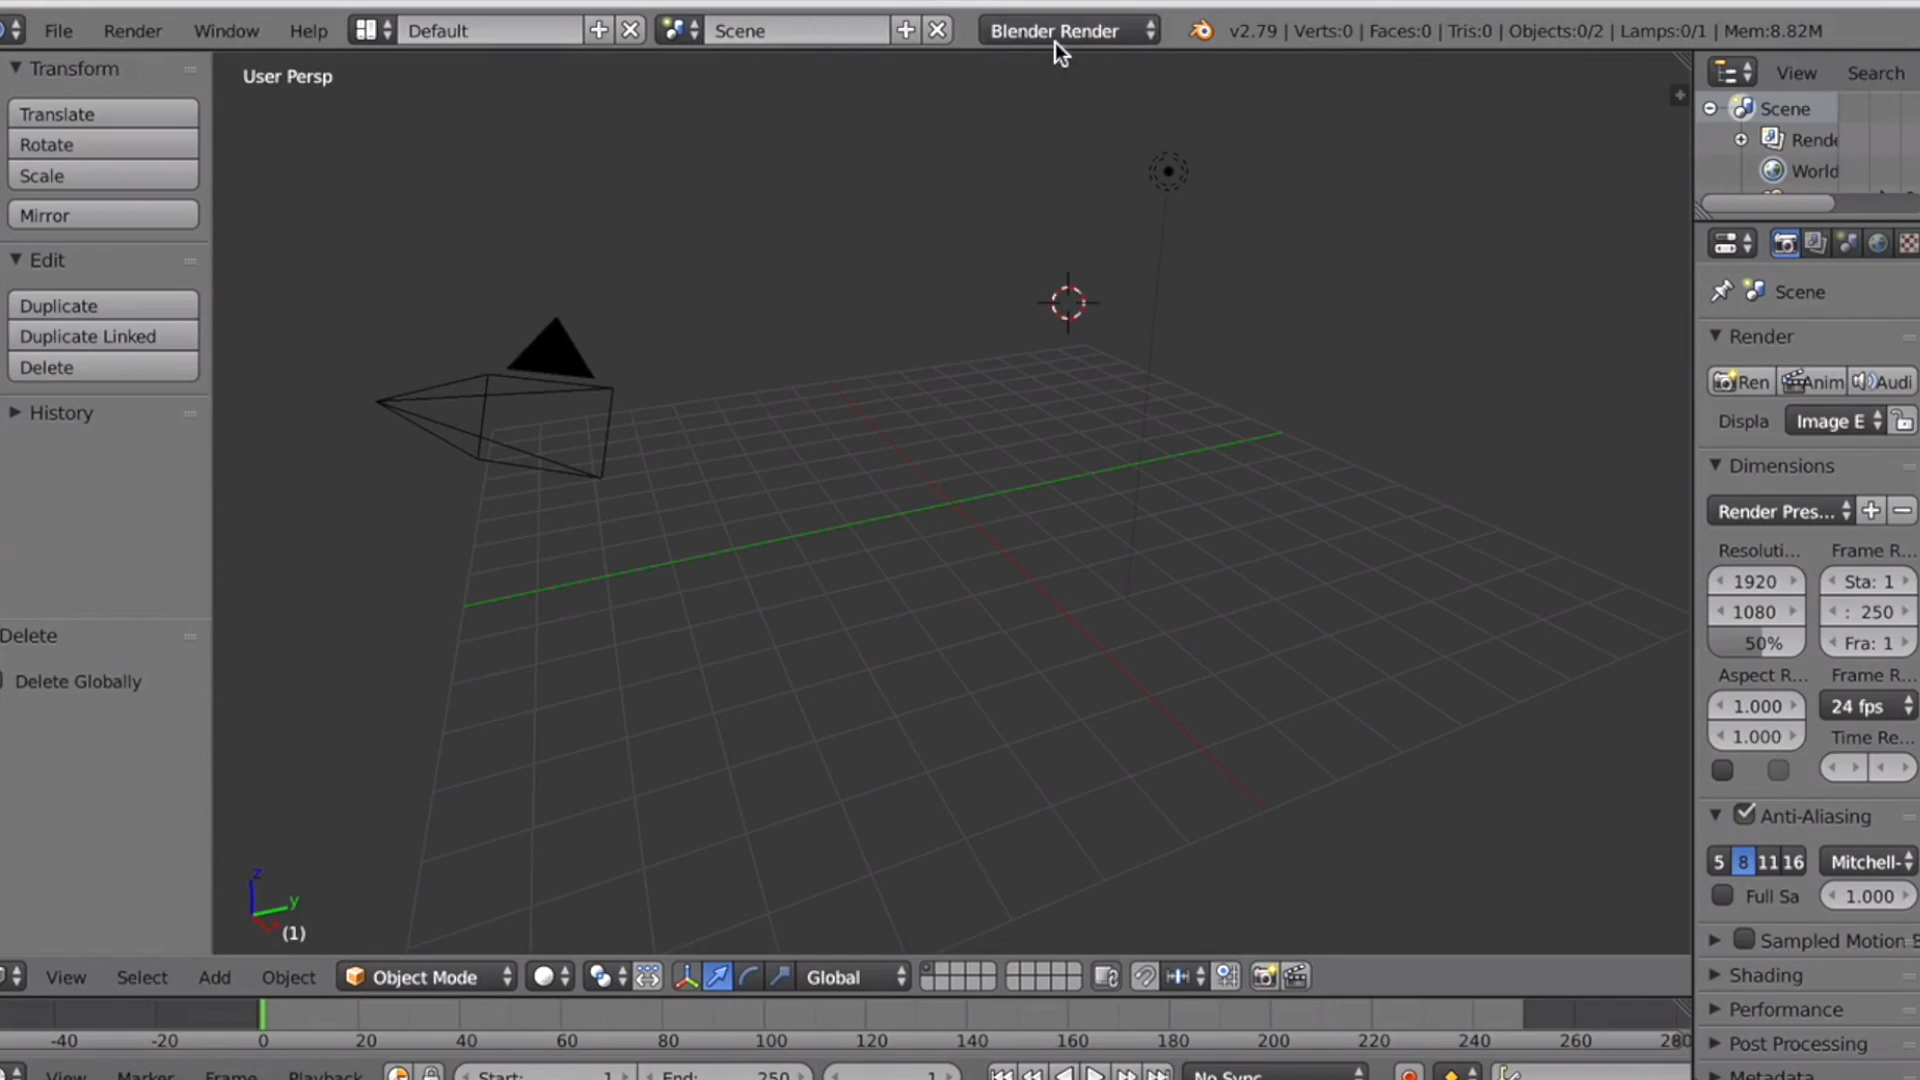 File Render Window Help Default Scene Blender Render v2.79 | Verts:0 | Faces:0 | Tris:0 | Objects:0/2 | Lamps:0/1 | Mem:8.82M
Transform
Translate
Rotate
Scale
Mirror
Edit
Duplicate
Duplicate Linked
Delete
History
Delete
Delete Globally
User Persp
z
y
(1)
View Search
Scene
Rende
World
Scene
Render
Ren Anim Audi
Displa Image E
Dimensions
Render Pres...
Resoluti... Frame R...
1920 Sta: 1
1080 : 250
50% Fra: 1
Aspect R... Frame R...
1.000 24 fps
1.000 Time Re...
Anti-Aliasing
5 8 11 16 Mitchell-
Full Sa 1.000
Sampled Motion B
Shading
Performance
Post Processing
Metadata
View Select Add Object Object Mode Global
-40 -20 0 20 40 60 80 100 120 140 160 180 200 220 240 260 280
View Marker Frame Playback Start: 1 End: 250 1 No Sync